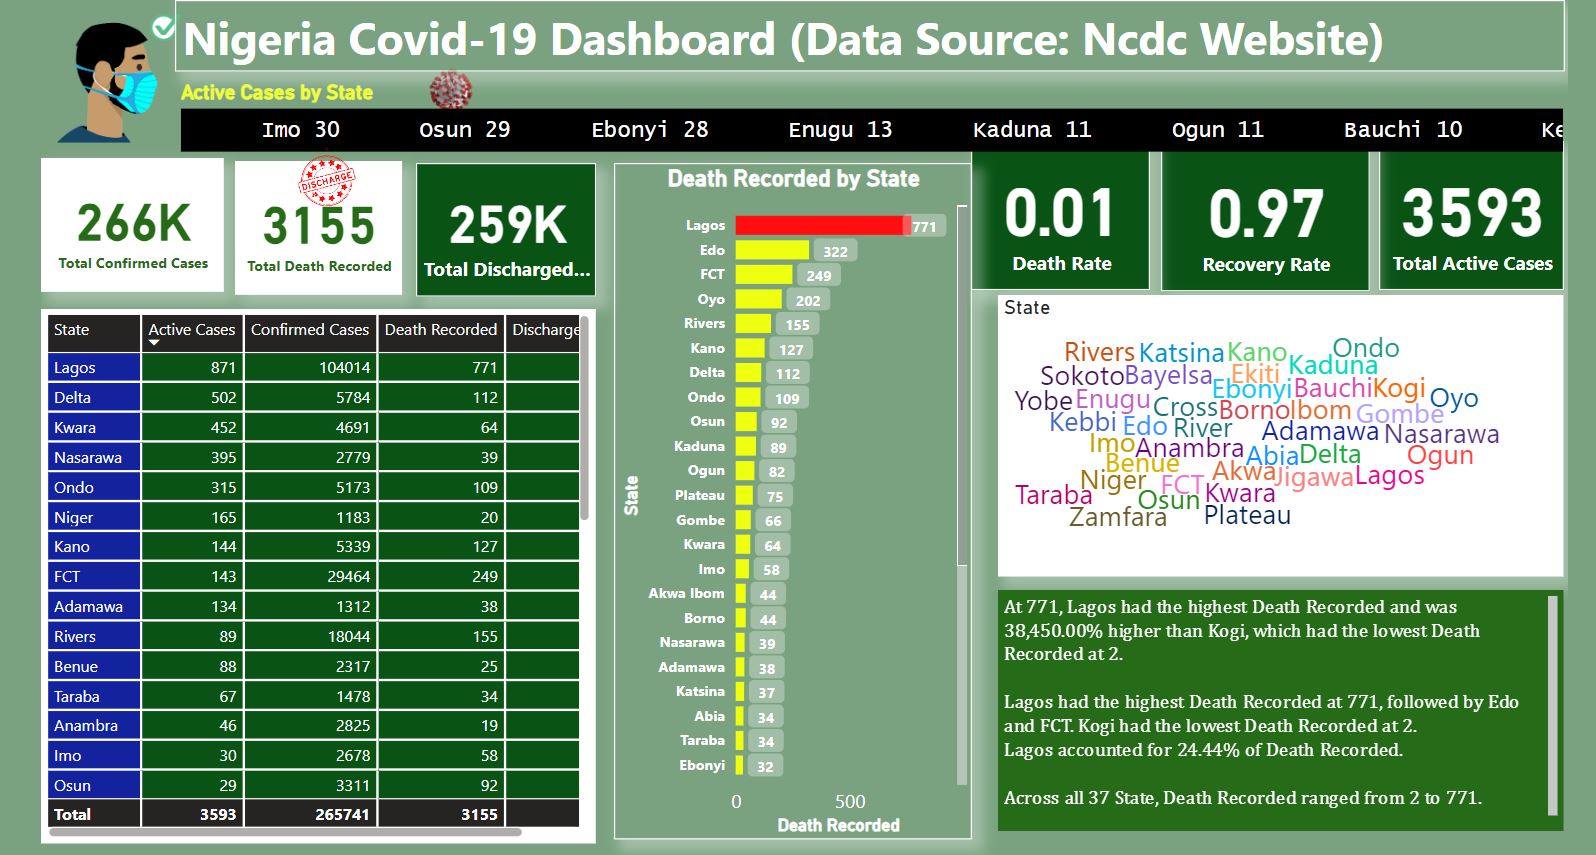 Nigeria Covid-19 Dashboard (Data Source: Ncdc Website)
Active Cases by State
Imo 30 Osun 29 Ebonyi 28 Enugu 13 Kaduna 11 Ogun 11 Bauchi 10 Ke
266K
Total Confirmed Cases
DISCHARGE
3155
Total Death Recorded
259K
Total Discharged...
0.01
Death Rate
0.97
Recovery Rate
3593
Total Active Cases
State Active Cases Confirmed Cases Death Recorded Discharge
Lagos 871 104014 771
Delta 502 5784 112
Kwara 452 4691 64
Nasarawa 395 2779 39
Ondo 315 5173 109
Niger 165 1183 20
Kano 144 5339 127
FCT 143 29464 249
Adamawa 134 1312 38
Rivers 89 18044 155
Benue 88 2317 25
Taraba 67 1478 34
Anambra 46 2825 19
Imo 30 2678 58
Osun 29 3311 92
Total 3593 265741 3155
Death Recorded by State
State
Lagos 771
Edo 322
FCT 249
Oyo 202
Rivers 155
Kano 127
Delta 112
Ondo 109
Osun 92
Kaduna 89
Ogun 82
Plateau 75
Gombe 66
Kwara 64
Imo 58
Akwa Ibom 44
Borno 44
Nasarawa 39
Adamawa 38
Katsina 37
Abia 34
Taraba 34
Ebonyi 32
0 500
Death Recorded
State
Rivers Katsina Kano Ondo
Kaduna
Sokoto Bayelsa Ekiti
Ebonyi Bauchi Kogi
Yobe Enugu Cross Borno Ibom Gombe Oyo
Kebbi Edo River Adamawa Nasarawa
Imo Anambra Abia Delta Ogun
Benue Akwa Jigawa Lagos
Niger FCT Kwara
Taraba Osun
Zamfara Plateau
At 771, Lagos had the highest Death Recorded and was
38,450.00% higher than Kogi, which had the lowest Death
Recorded at 2.
Lagos had the highest Death Recorded at 771, followed by Edo
and FCT. Kogi had the lowest Death Recorded at 2.
Lagos accounted for 24.44% of Death Recorded.
Across all 37 State, Death Recorded ranged from 2 to 771.